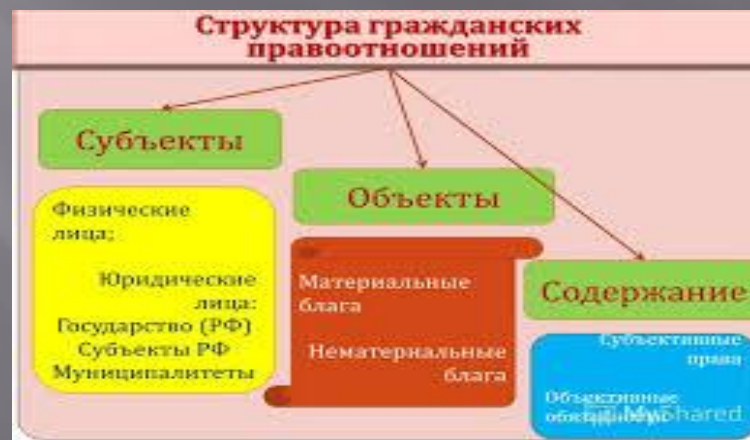 Структура гражданских
правоотношений
Субъекты
Физические
лица;
Юридические
лица:
Государство (РФ)
Субъекты РФ
Муниципалитеты
Объекты
Материальные
блага
Нематериальные
блага
Содержание
Субъективные
права
Объективные
обязанности
MyShared